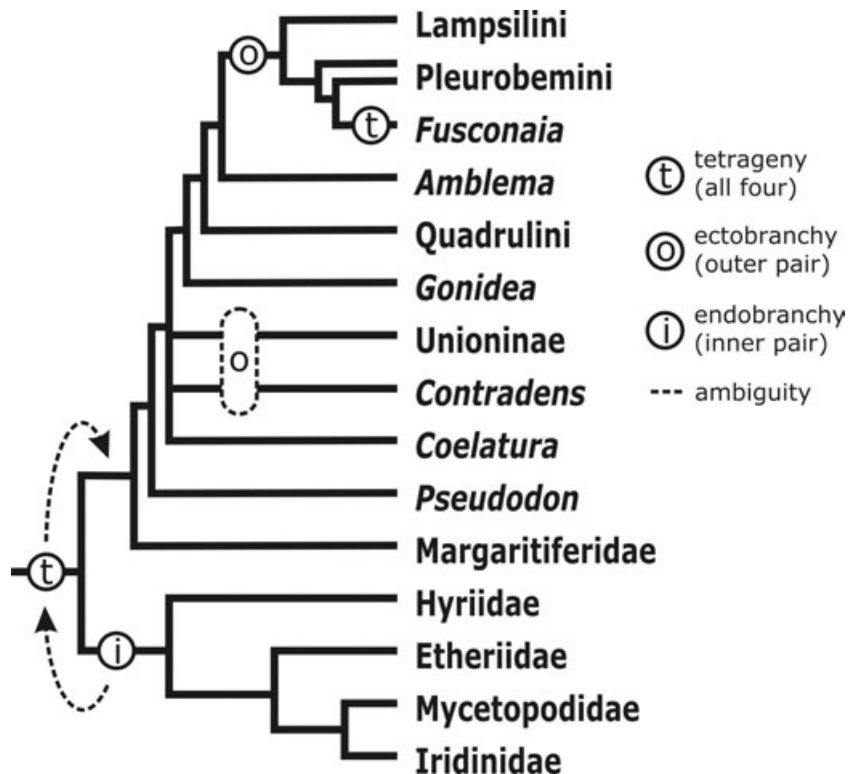 Lampsilini
o
Pleurobemini
t
Fusconaia
Amblema
Quadrulini
Gonidea
Unioninae
o
Contradens
Coelatura
Pseudodon
Margaritiferidae
t
Hyriidae
i
Etheriidae
Mycetopodidae
Iridinidae
t tetrageny
(all four)
o ectobranchy
(outer pair)
i endobranchy
(inner pair)
ambiguity